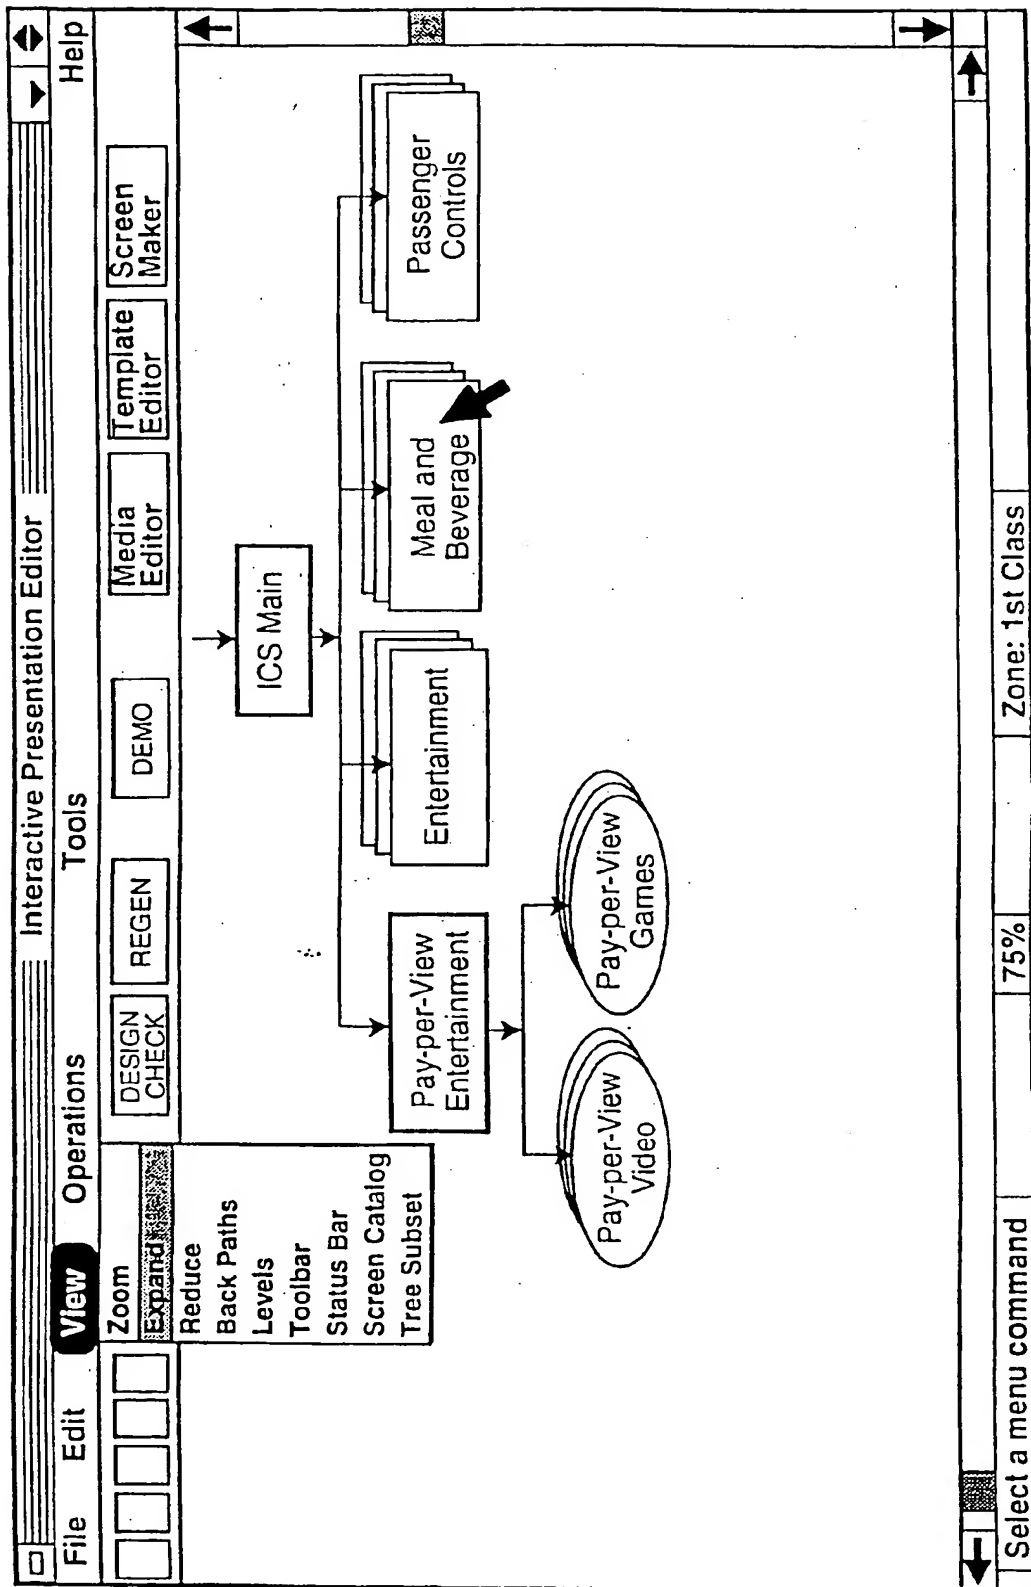 Interactive Presentation Editor
File Edit View Operations Tools Help
DESIGN
CHECK
REGEN
DEMO
Media
Editor
Template
Editor
Screen
Maker
Zoom
Expand
Reduce
Back Paths
Levels
Toolbar
Status Bar
Screen Catalog
Tree Subset
ICS Main
Pay-per-View
Entertainment
Entertainment
Meal and
Beverage
Passenger
Controls
Pay-per-View
Video
Pay-per-View
Games
Select a menu command
75%
Zone: 1st Class